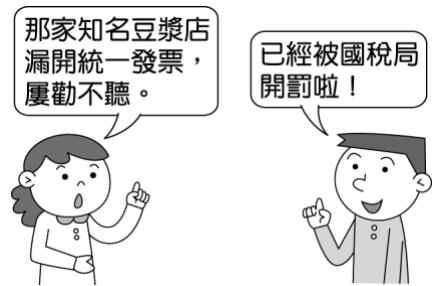 那家知名豆漿店
漏開統一發票，
屢勸不聽。
已經被國稅局
開罰啦！